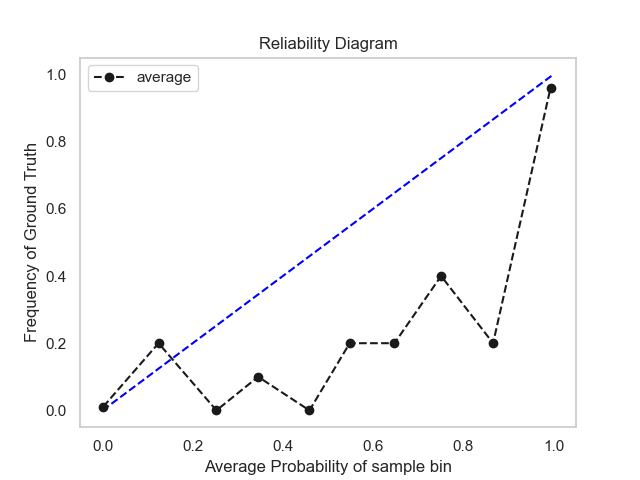 Reliability Diagram
average
1.0
0.8
0.6
0.4
0.2
0.0
Frequency of Ground Truth
0.0 0.2 0.4 0.6 0.8 1.0
Average Probability of sample bin